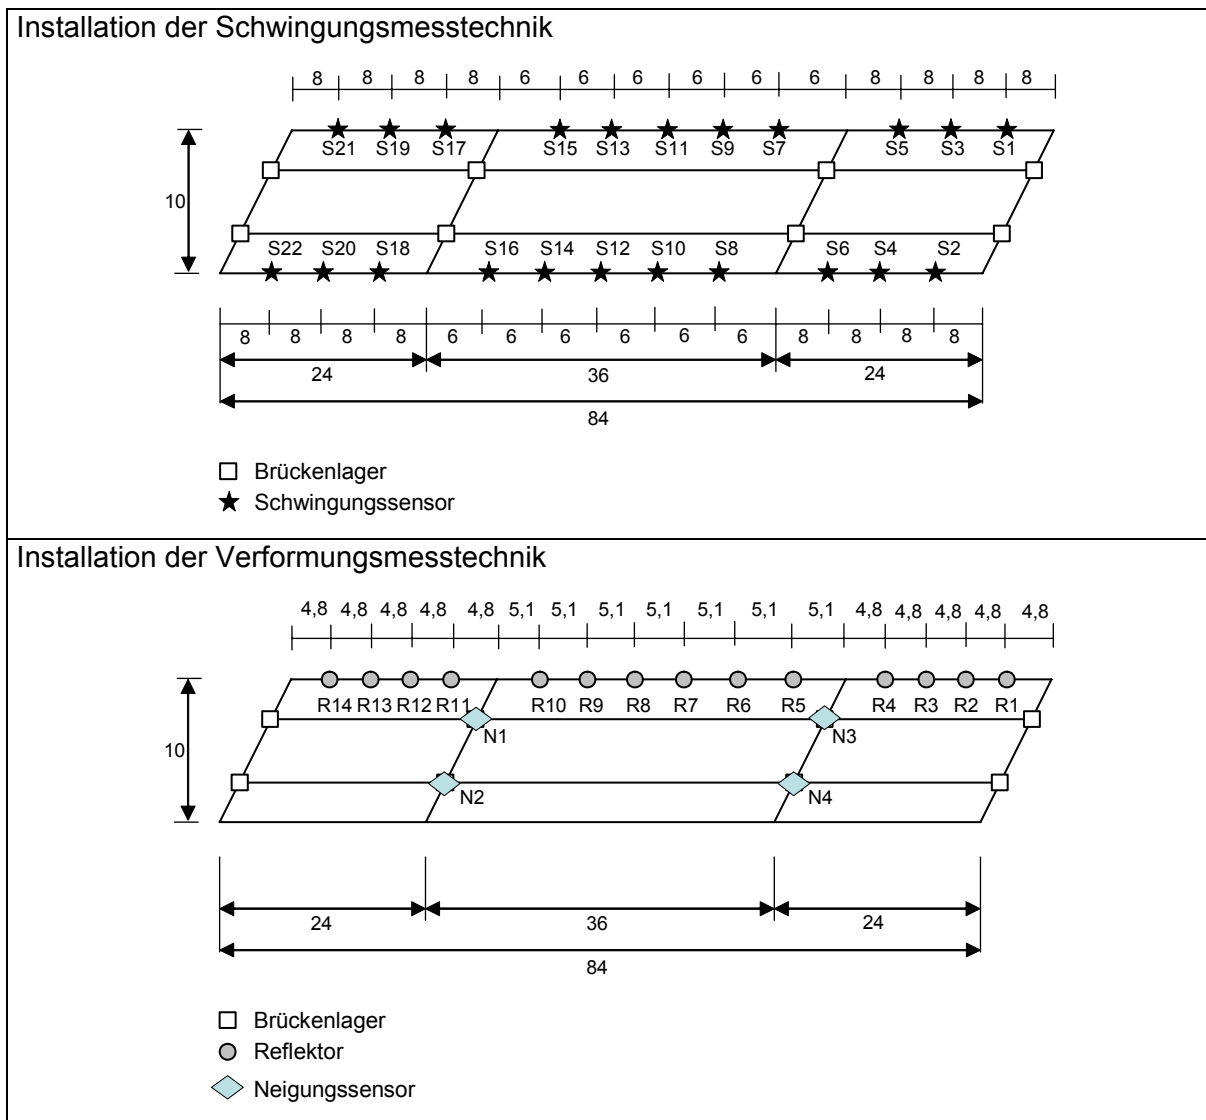 Installation der Schwingungsmesstechnik
8 8 8 8 6 6 6 6 6 6 8 8 8 8
S21 S19 S17 S15 S13 S11 S9 S7 S5 S3 S1
10
S22 S20 S18 S16 S14 S12 S10 S8 S6 S4 S2
8 8 8 8 6 6 6 6 6 6 8 8 8 8
24 36 24
84
Brückenlager
Schwingungssensor
Installation der Verformungsmesstechnik
4,8 4,8 4,8 4,8 4,8 5,1 5,1 5,1 5,1 5,1 5,1 5,1 4,8 4,8 4,8 4,8 4,8
R14 R13 R12 R11 R10 R9 R8 R7 R6 R5 R4 R3 R2 R1
N1 N3
10
N2 N4
24 36 24
84
Brückenlager
Reflektor
Neigungssensor